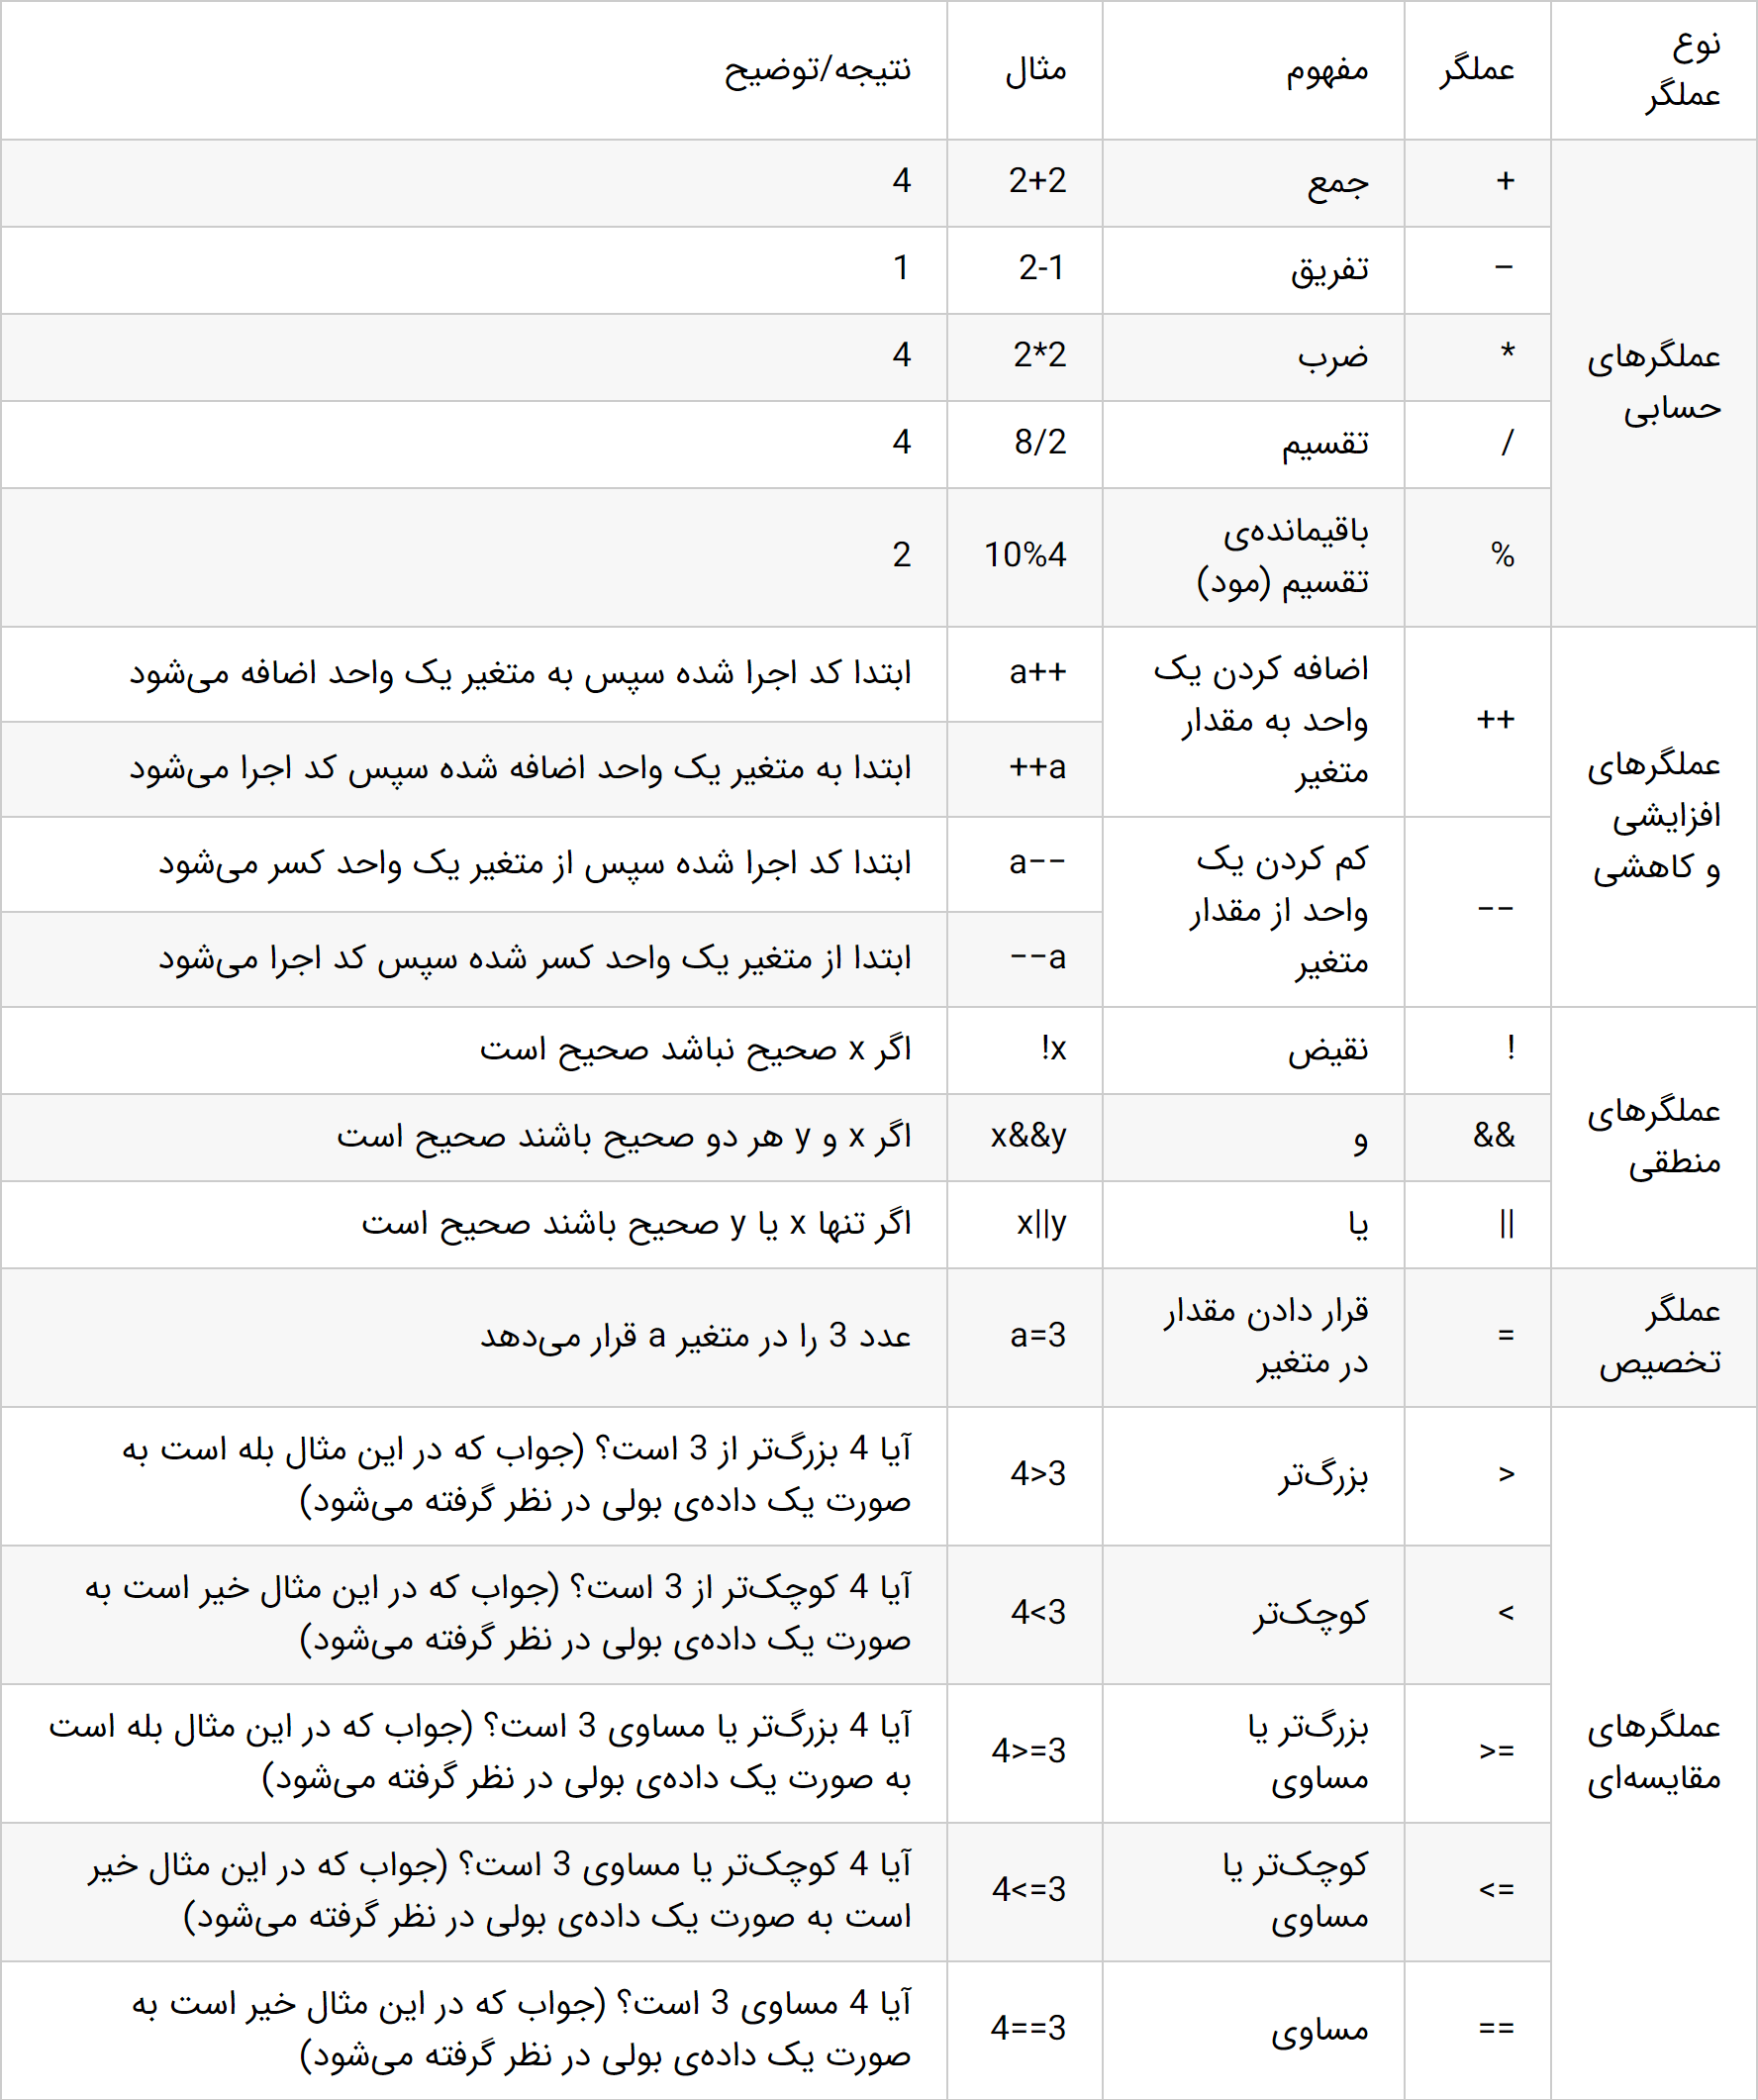 نوع
عملگر
عملگر
مفهوم
مثال
نتیجه/توضیح
عملگرهای
حسابی
+
جمع
2+2
4
–
تفریق
2-1
1
*
ضرب
2*2
4
/
تقسیم
8/2
4
%
باقیمانده‌ی
تقسیم (مود)
10%4
2
عملگرهای
افزایشی
و کاهشی
++
اضافه کردن یک
واحد به مقدار
متغیر
a++
ابتدا کد اجرا شده سپس به متغیر یک واحد اضافه می‌شود
++a
ابتدا به متغیر یک واحد اضافه شده سپس کد اجرا می‌شود
−−
کم کردن یک
واحد از مقدار
متغیر
a−−
ابتدا کد اجرا شده سپس از متغیر یک واحد کسر می‌شود
−−a
ابتدا از متغیر یک واحد کسر شده سپس کد اجرا می‌شود
عملگرهای
منطقی
!
نقیض
!x
اگر x صحیح نباشد صحیح است
&&
و
x&&y
اگر x و y هر دو صحیح باشند صحیح است
||
یا
x||y
اگر تنها x یا y صحیح باشند صحیح است
عملگر
تخصیص
=
قرار دادن مقدار
در متغیر
a=3
عدد 3 را در متغیر a قرار می‌دهد
عملگرهای
مقایسه‌ای
>
بزرگ‌تر
4>3
آیا 4 بزرگ‌تر از 3 است؟ (جواب که در این مثال بله است به
صورت یک داده‌ی بولی در نظر گرفته می‌شود)
<
کوچک‌تر
4<3
آیا 4 کوچک‌تر از 3 است؟ (جواب که در این مثال خیر است به
صورت یک داده‌ی بولی در نظر گرفته می‌شود)
>=
بزرگ‌تر یا
مساوی
4>=3
آیا 4 بزرگ‌تر یا مساوی 3 است؟ (جواب که در این مثال بله است
به صورت یک داده‌ی بولی در نظر گرفته می‌شود)
<=
کوچک‌تر یا
مساوی
4<=3
آیا 4 کوچک‌تر یا مساوی 3 است؟ (جواب که در این مثال خیر
است به صورت یک داده‌ی بولی در نظر گرفته می‌شود)
==
مساوی
4==3
آیا 4 مساوی 3 است؟ (جواب که در این مثال خیر است به
صورت یک داده‌ی بولی در نظر گرفته می‌شود)